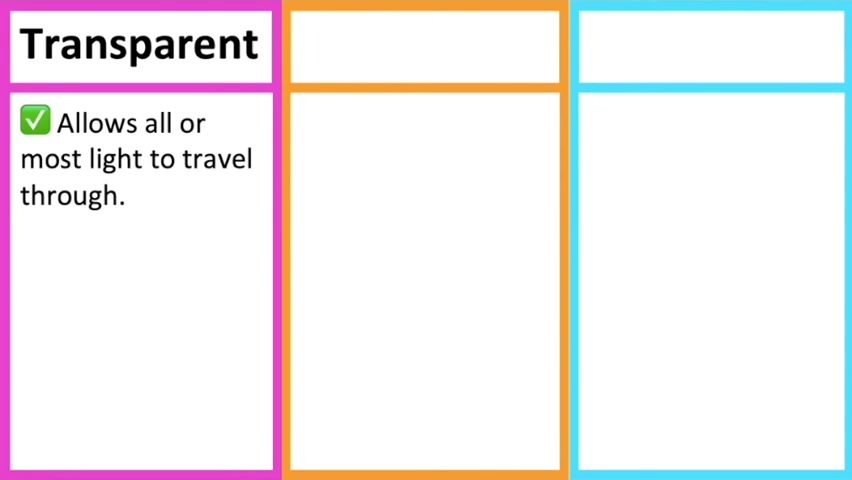 Transparent
✅ Allows all or
most light to travel
through.